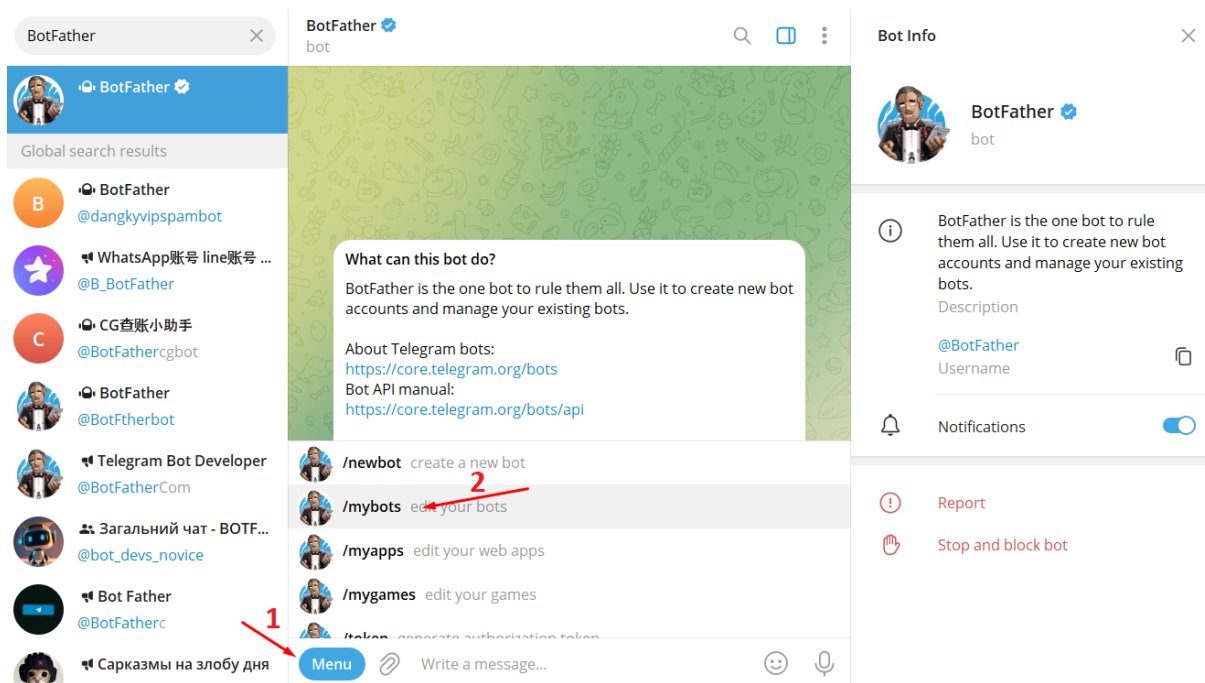 BotFather
BotFather
Global search results
BotFather
@dangkyvipspambot
WhatsApp账号 line账号 ...
@B_BotFather
CG查账小助手
@BotFathercgbot
BotFather
@BotFtherbot
Telegram Bot Developer
@BotFatherCom
Загальний чат - BOTF...
@bot_devs_novice
Bot Father
@BotFatherc
Сарказмы на злобу дня
B
C
1
BotFather
bot
What can this bot do?
BotFather is the one bot to rule them all. Use it to create new bot
accounts and manage your existing bots.
About Telegram bots:
https://core.telegram.org/bots
Bot API manual:
https://core.telegram.org/bots/api
/newbot create a new bot
2
/mybots edit your bots
/myapps edit your web apps
/mygames edit your games
/token generate authorization token
Menu
Write a message...
Bot Info
BotFather
bot
BotFather is the one bot to rule
them all. Use it to create new bot
accounts and manage your existing
bots.
Description
@BotFather
Username
Notifications
Report
Stop and block bot